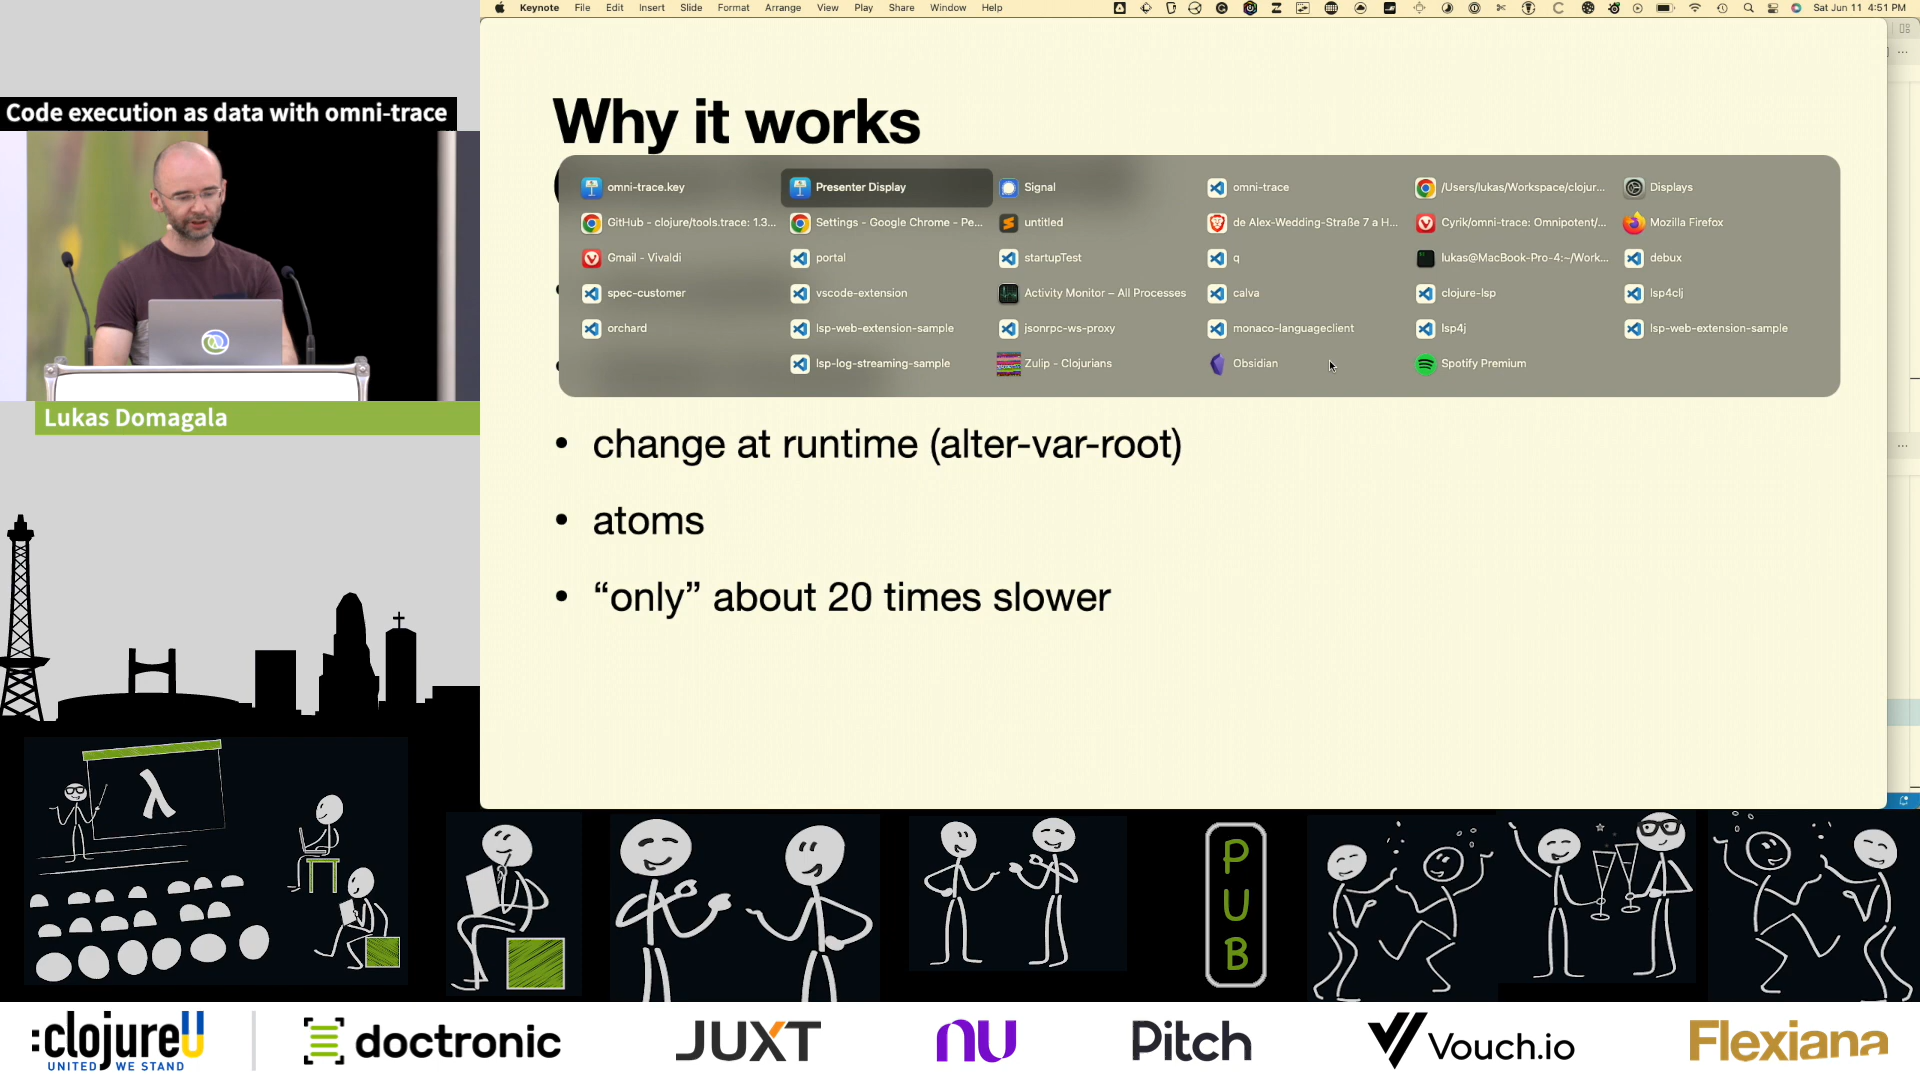 Keynote File Edit Insert Slide Format Arrange View Play Share Window Help
Sat Jun 11 4:51 PM
Code execution as data with omni-trace
Lukas Domagala
Why it works
omni-trace.key
Presenter Display
Signal
omni-trace
/Users/lukas/Workspace/clojur...
Displays
GitHub - clojure/tools.trace: 1.3...
Settings - Google Chrome - Pe...
untitled
de Alex-Wedding-Straße 7 a H...
Cyrik/omni-trace: Omnipotent/...
Mozilla Firefox
Gmail - Vivaldi
portal
startupTest
q
lukas@MacBook-Pro-4:~/Work...
debux
spec-customer
vscode-extension
Activity Monitor – All Processes
calva
clojure-lsp
lsp4clj
orchard
lsp-web-extension-sample
jsonrpc-ws-proxy
monaco-languageclient
lsp4j
lsp-web-extension-sample
lsp-log-streaming-sample
Zulip - Clojurians
Obsidian
Spotify Premium
• change at runtime (alter-var-root)
• atoms
• “only” about 20 times slower
λ
PUB
:clojureU
UNITED WE STAND
doctronic
JUXT
nu
Pitch
Vouch.io
Flexiana